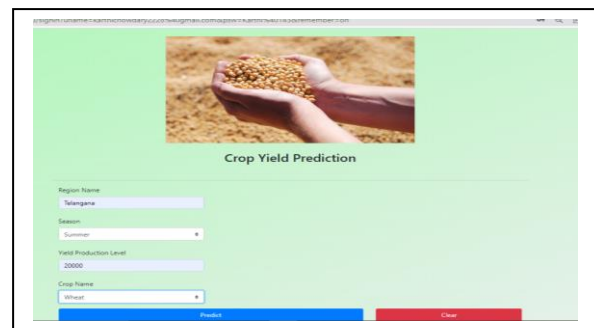 Crop Yield Prediction
Region Name
Telangana
Season
Summer
Yield Production Level
20000
Crop Name
Wheat
Predict
Clear